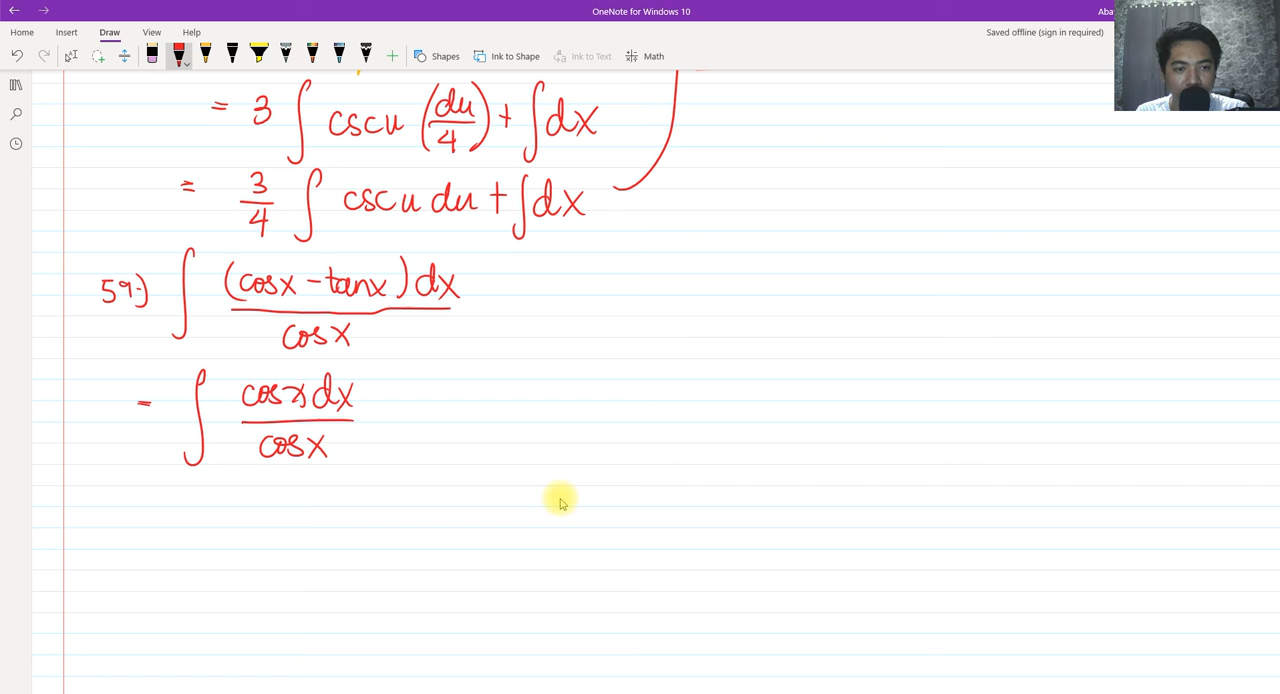 OneNote for Windows 10
Aba
Home Insert Draw View Help
Saved offline (sign in required)
Shapes Ink to Shape Ink to Text Math
= 3 ∫ csc u (du/4) + ∫ dx
= 3/4 ∫ csc u du + ∫ dx
59.) ∫ (cos x - tan x) dx / cos x
= ∫ cos x dx / cos x